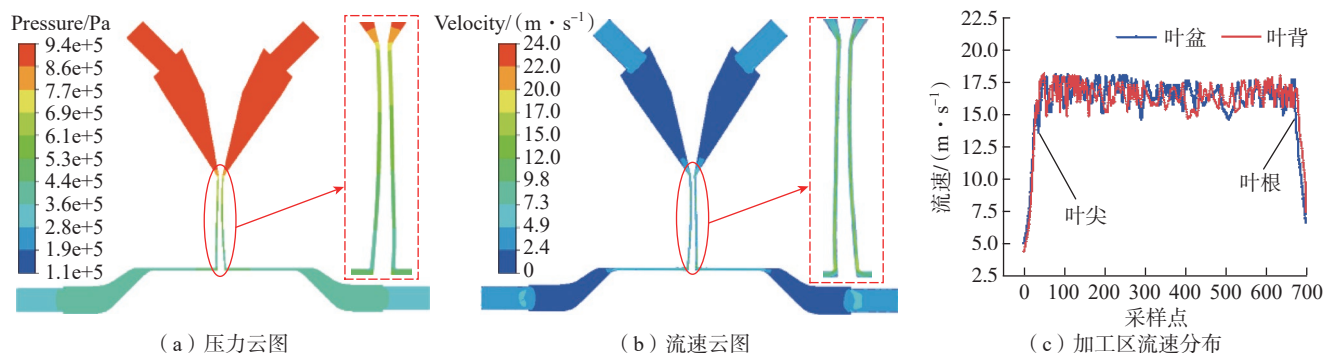 Pressure/Pa
9.4e+5
8.6e+5
7.7e+5
6.9e+5
6.1e+5
5.3e+5
4.4e+5
3.6e+5
2.8e+5
1.9e+5
1.1e+5
（a）压力云图
Velocity/(m·s⁻¹)
24.0
22.0
20.0
17.0
15.0
12.0
9.8
7.3
4.9
2.4
0
（b）流速云图
叶盆 叶背
22.5
20.0
17.5
15.0
12.5
10.0
7.5
5.0
2.5
流速/(m·s⁻¹)
叶尖
叶根
0 100 200 300 400 500 600 700
采样点
（c）加工区流速分布